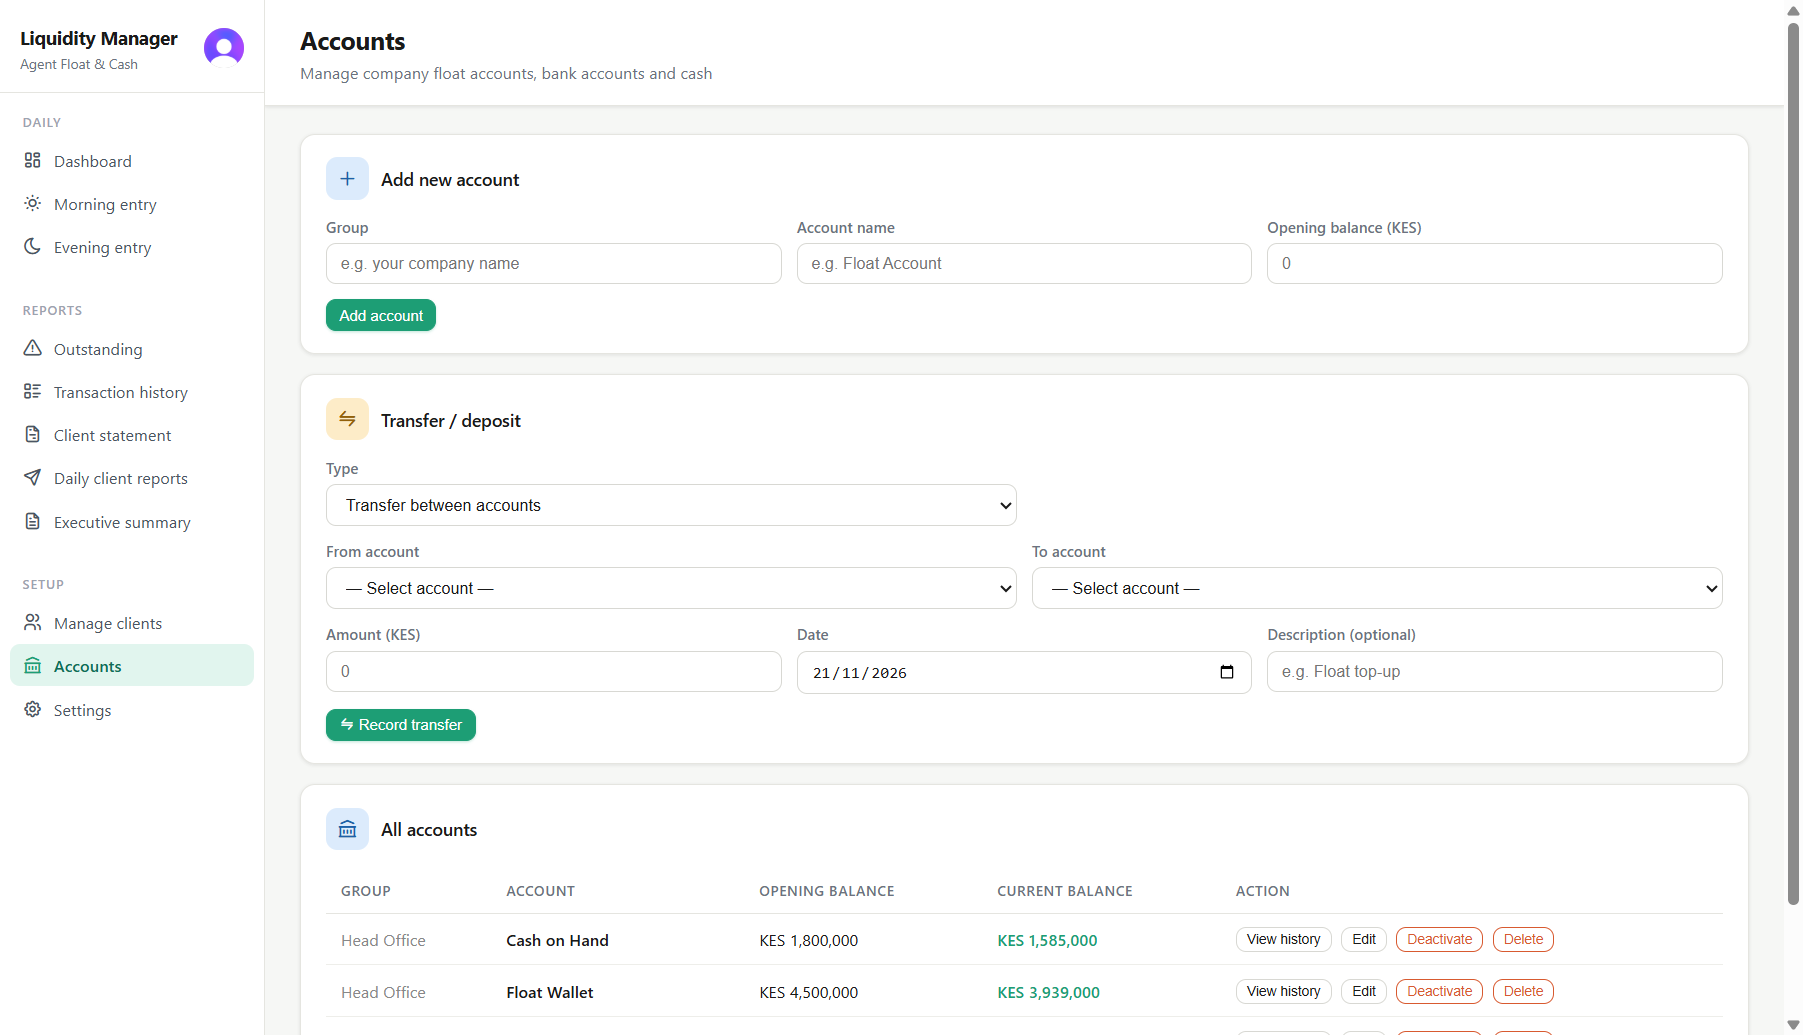 Liquidity Manager
Agent Float & Cash
DAILY
Dashboard
Morning entry
Evening entry
REPORTS
Outstanding
Transaction history
Client statement
Daily client reports
Executive summary
SETUP
Manage clients
Accounts
Settings
Accounts
Manage company float accounts, bank accounts and cash
Add new account
Group Account name Opening balance (KES)
e.g. your company name e.g. Float Account 0
Add account
Transfer / deposit
Type
Transfer between accounts
From account To account
— Select account — — Select account —
Amount (KES) Date Description (optional)
0 21/11/2026 e.g. Float top-up
Record transfer
All accounts
GROUP ACCOUNT OPENING BALANCE CURRENT BALANCE ACTION
Head Office Cash on Hand KES 1,800,000 KES 1,585,000 View history Edit Deactivate Delete
Head Office Float Wallet KES 4,500,000 KES 3,939,000 View history Edit Deactivate Delete